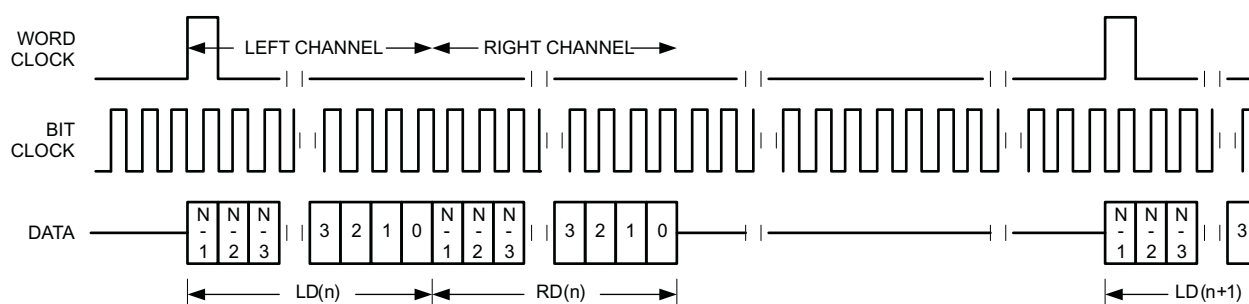 WORD
CLOCK
LEFT CHANNEL
RIGHT CHANNEL
BIT
CLOCK
DATA
N
-
1
N
-
2
N
-
3
3
2
1
0
N
-
1
N
-
2
N
-
3
3
2
1
0
N
-
1
N
-
2
N
-
3
3
LD(n)
RD(n)
LD(n+1)